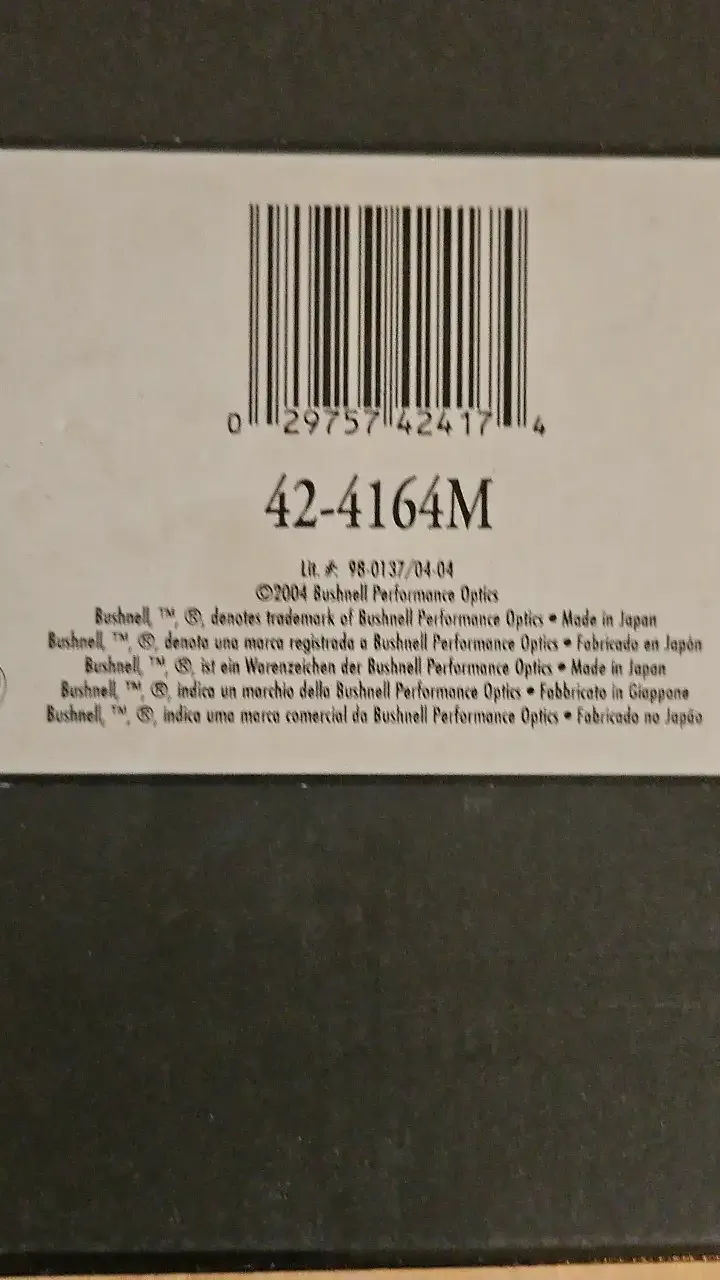 0 29757 42417 4
42-4164M
Lit. #: 98-0137/04-04
©2004 Bushnell Performance Optics
Bushnell, ™, ®, denotes trademark of Bushnell Performance Optics • Made in Japan
Bushnell, ™, ®, denota una marca registrada a Bushnell Performance Optics • Fabricado en Japón
Bushnell, ™, ®, ist ein Warenzeichen der Bushnell Performance Optics • Made in Japan
Bushnell, ™, ®, indica un marchio della Bushnell Performance Optics • Fabbricato in Giappone
Bushnell, ™, ®, indica uma marca comercial da Bushnell Performance Optics • Fabricado no Japão